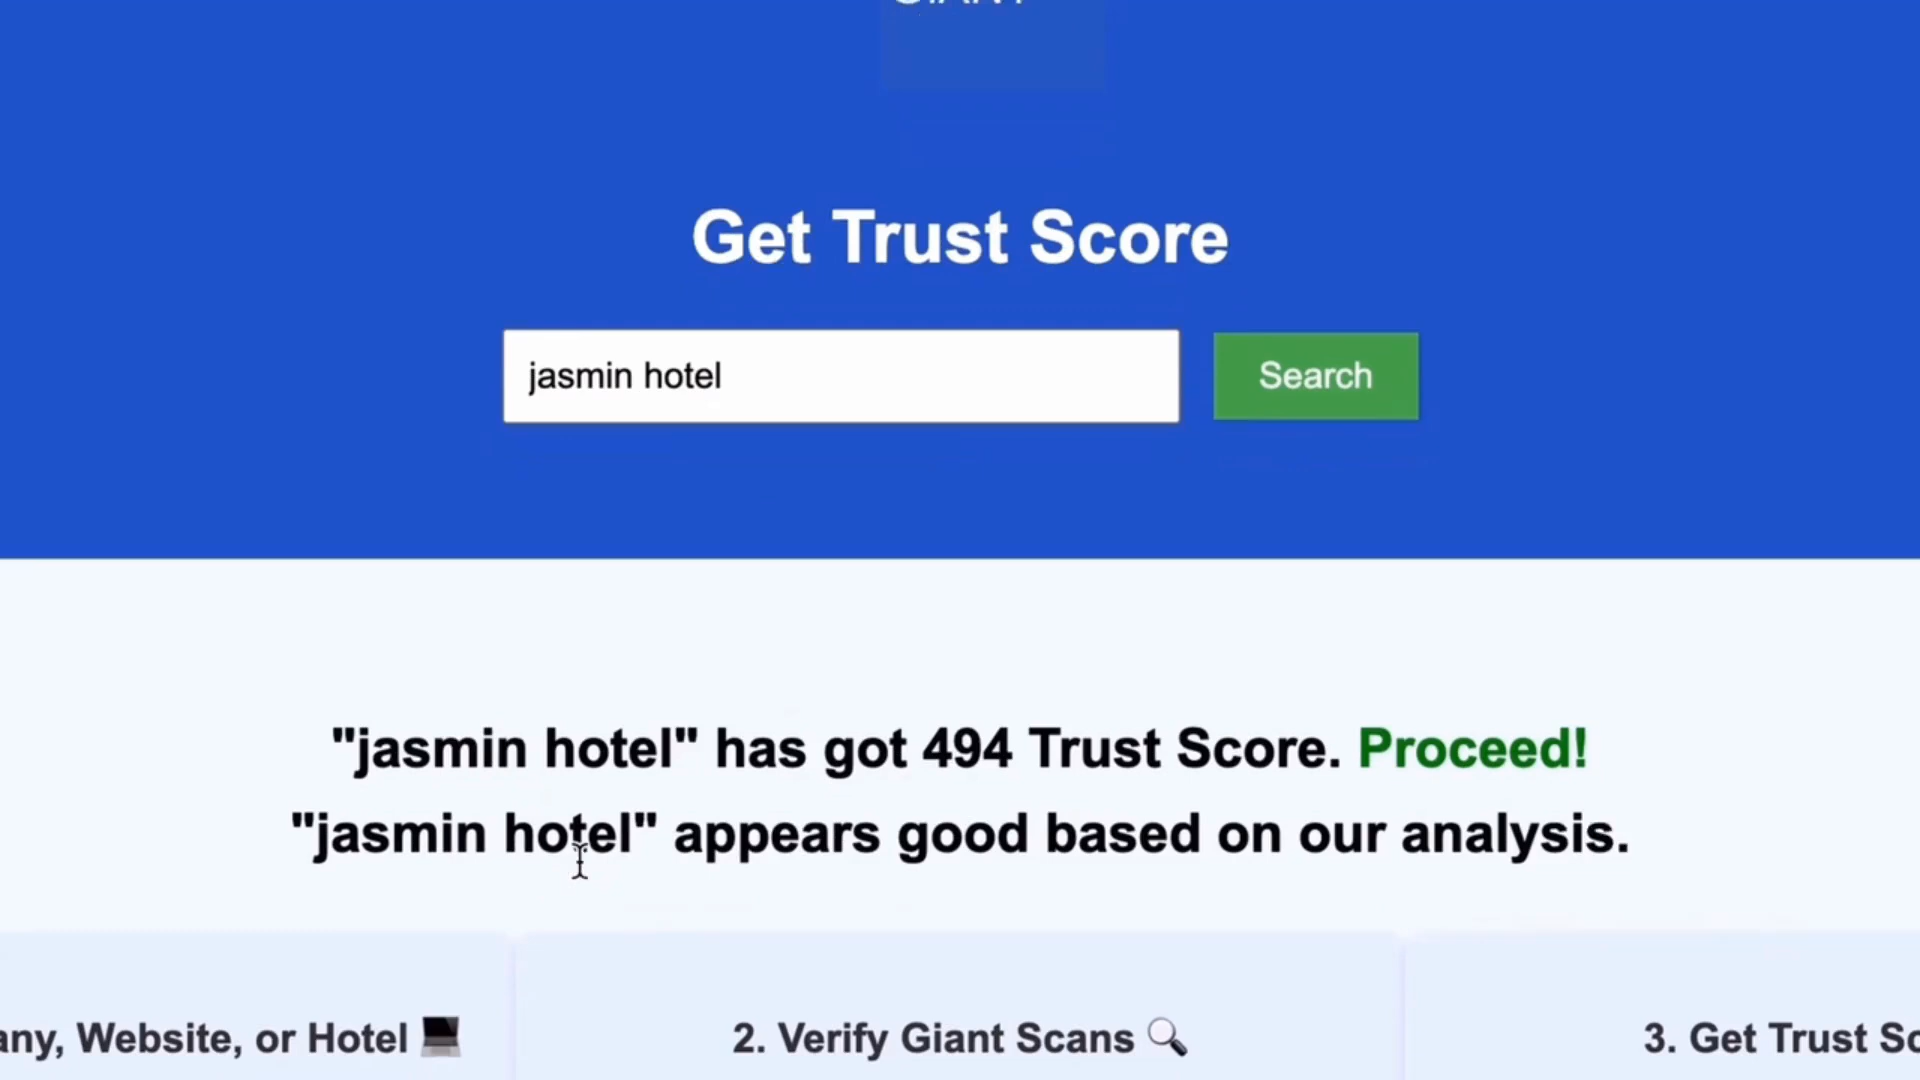 GIANT
Get Trust Score
jasmin hotel
Search
"jasmin hotel" has got 494 Trust Score. Proceed!
"jasmin hotel" appears good based on our analysis.
any, Website, or Hotel
2. Verify Giant Scans
3. Get Trust Sc